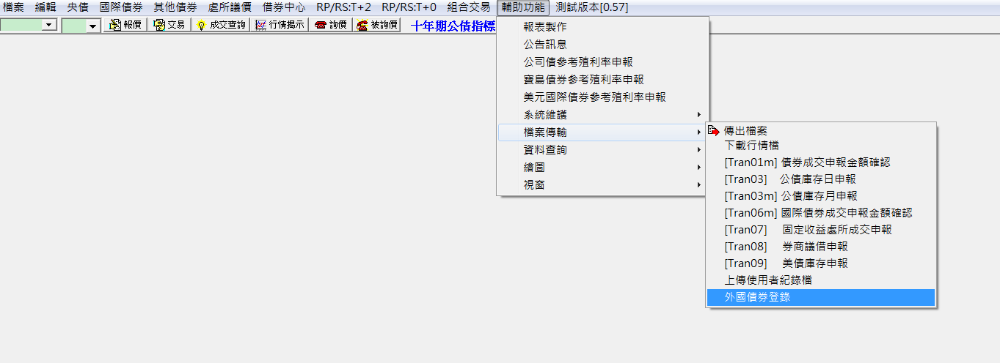 檔案 編輯 央債 國際債券 其他債券 處所議價 借券中心 RP/RS:T+2 RP/RS:T+0 組合交易 輔助功能 測試版本[0.57]
報價 交易 成交查詢 行情揭示 詢價 被詢價 十年期公債指標
報表製作
公告訊息
公司債參考殖利率申報
寶島債券參考殖利率申報
美元國際債券參考殖利率申報
系統維護
檔案傳輸
資料查詢
繪圖
視窗
傳出檔案
下載行情檔
[Tran01m] 債券成交申報金額確認
[Tran03] 公債庫存日申報
[Tran03m] 公債庫存月申報
[Tran06m] 國際債券成交申報金額確認
[Tran07] 固定收益處所成交申報
[Tran08] 券商議借申報
[Tran09] 美債庫存申報
上傳使用者紀錄檔
外國債券登錄